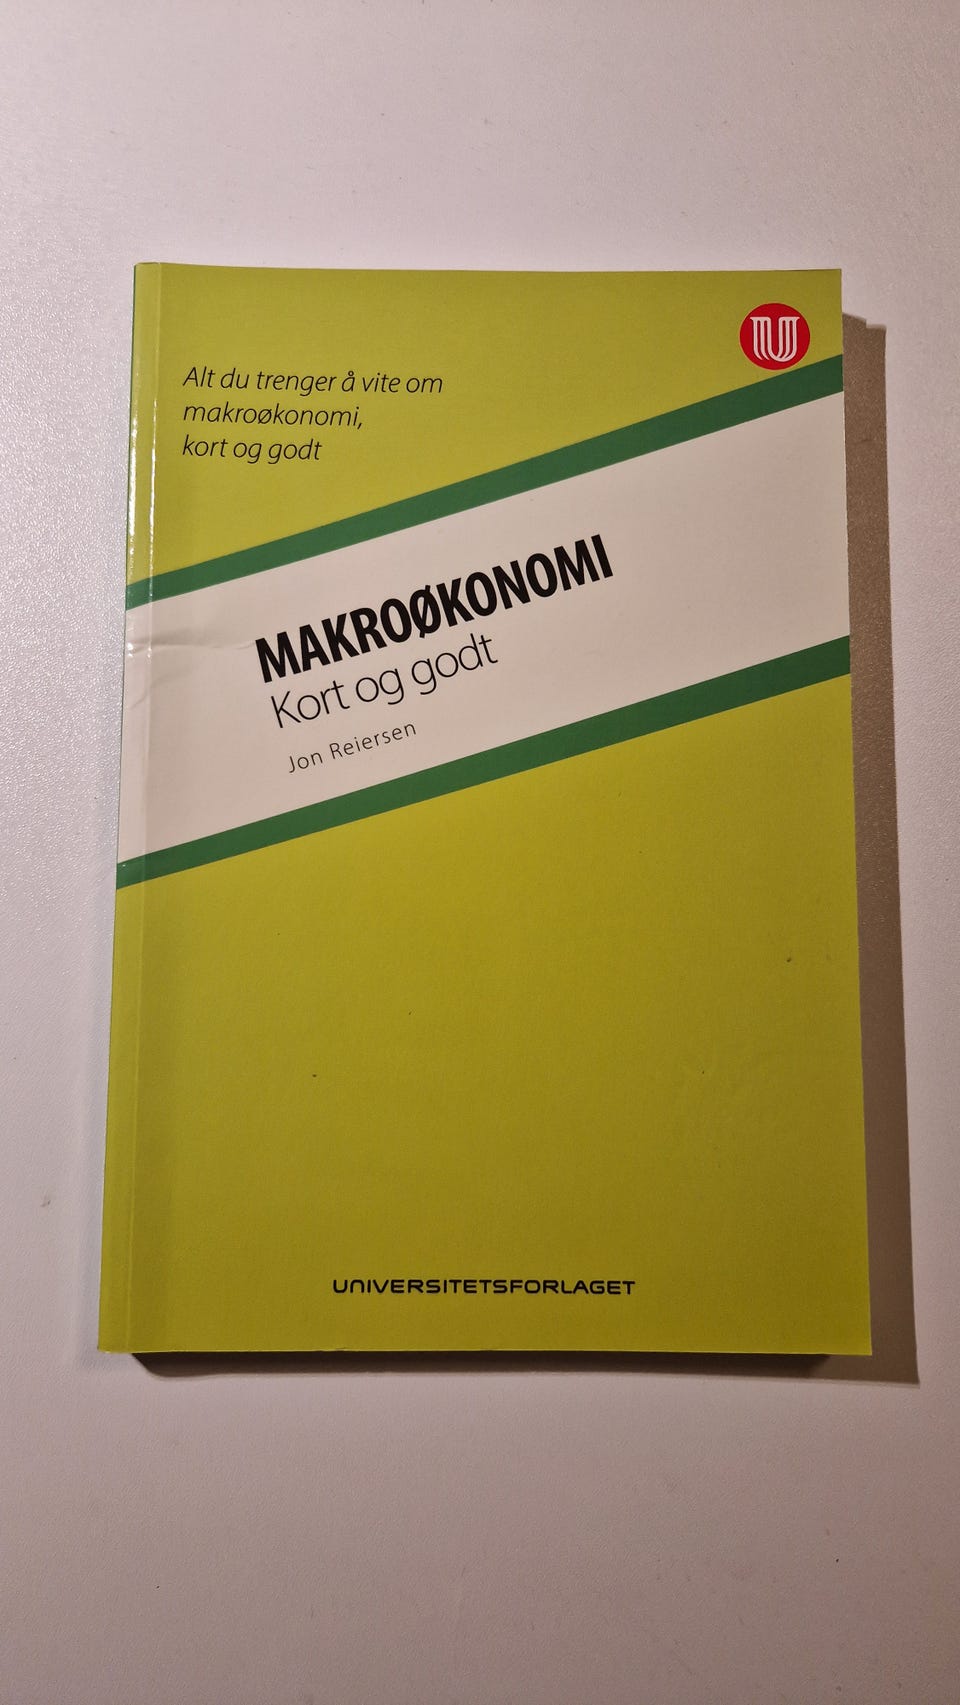 Alt du trenger å vite om
makroøkonomi,
kort og godt
U
MAKROØKONOMI
Kort og godt
Jon Reiersen
UNIVERSITETSFORLAGET